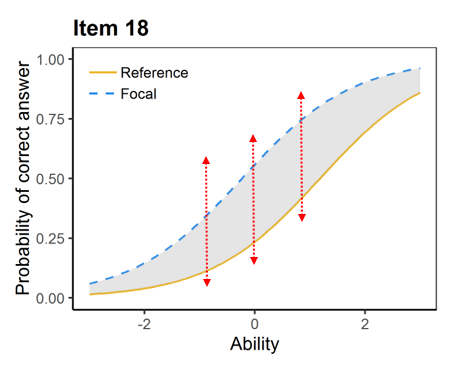 Item 18
Probability of correct answer
1.00
0.75
0.50
0.25
0.00
Reference
Focal
-2
0
2
Ability